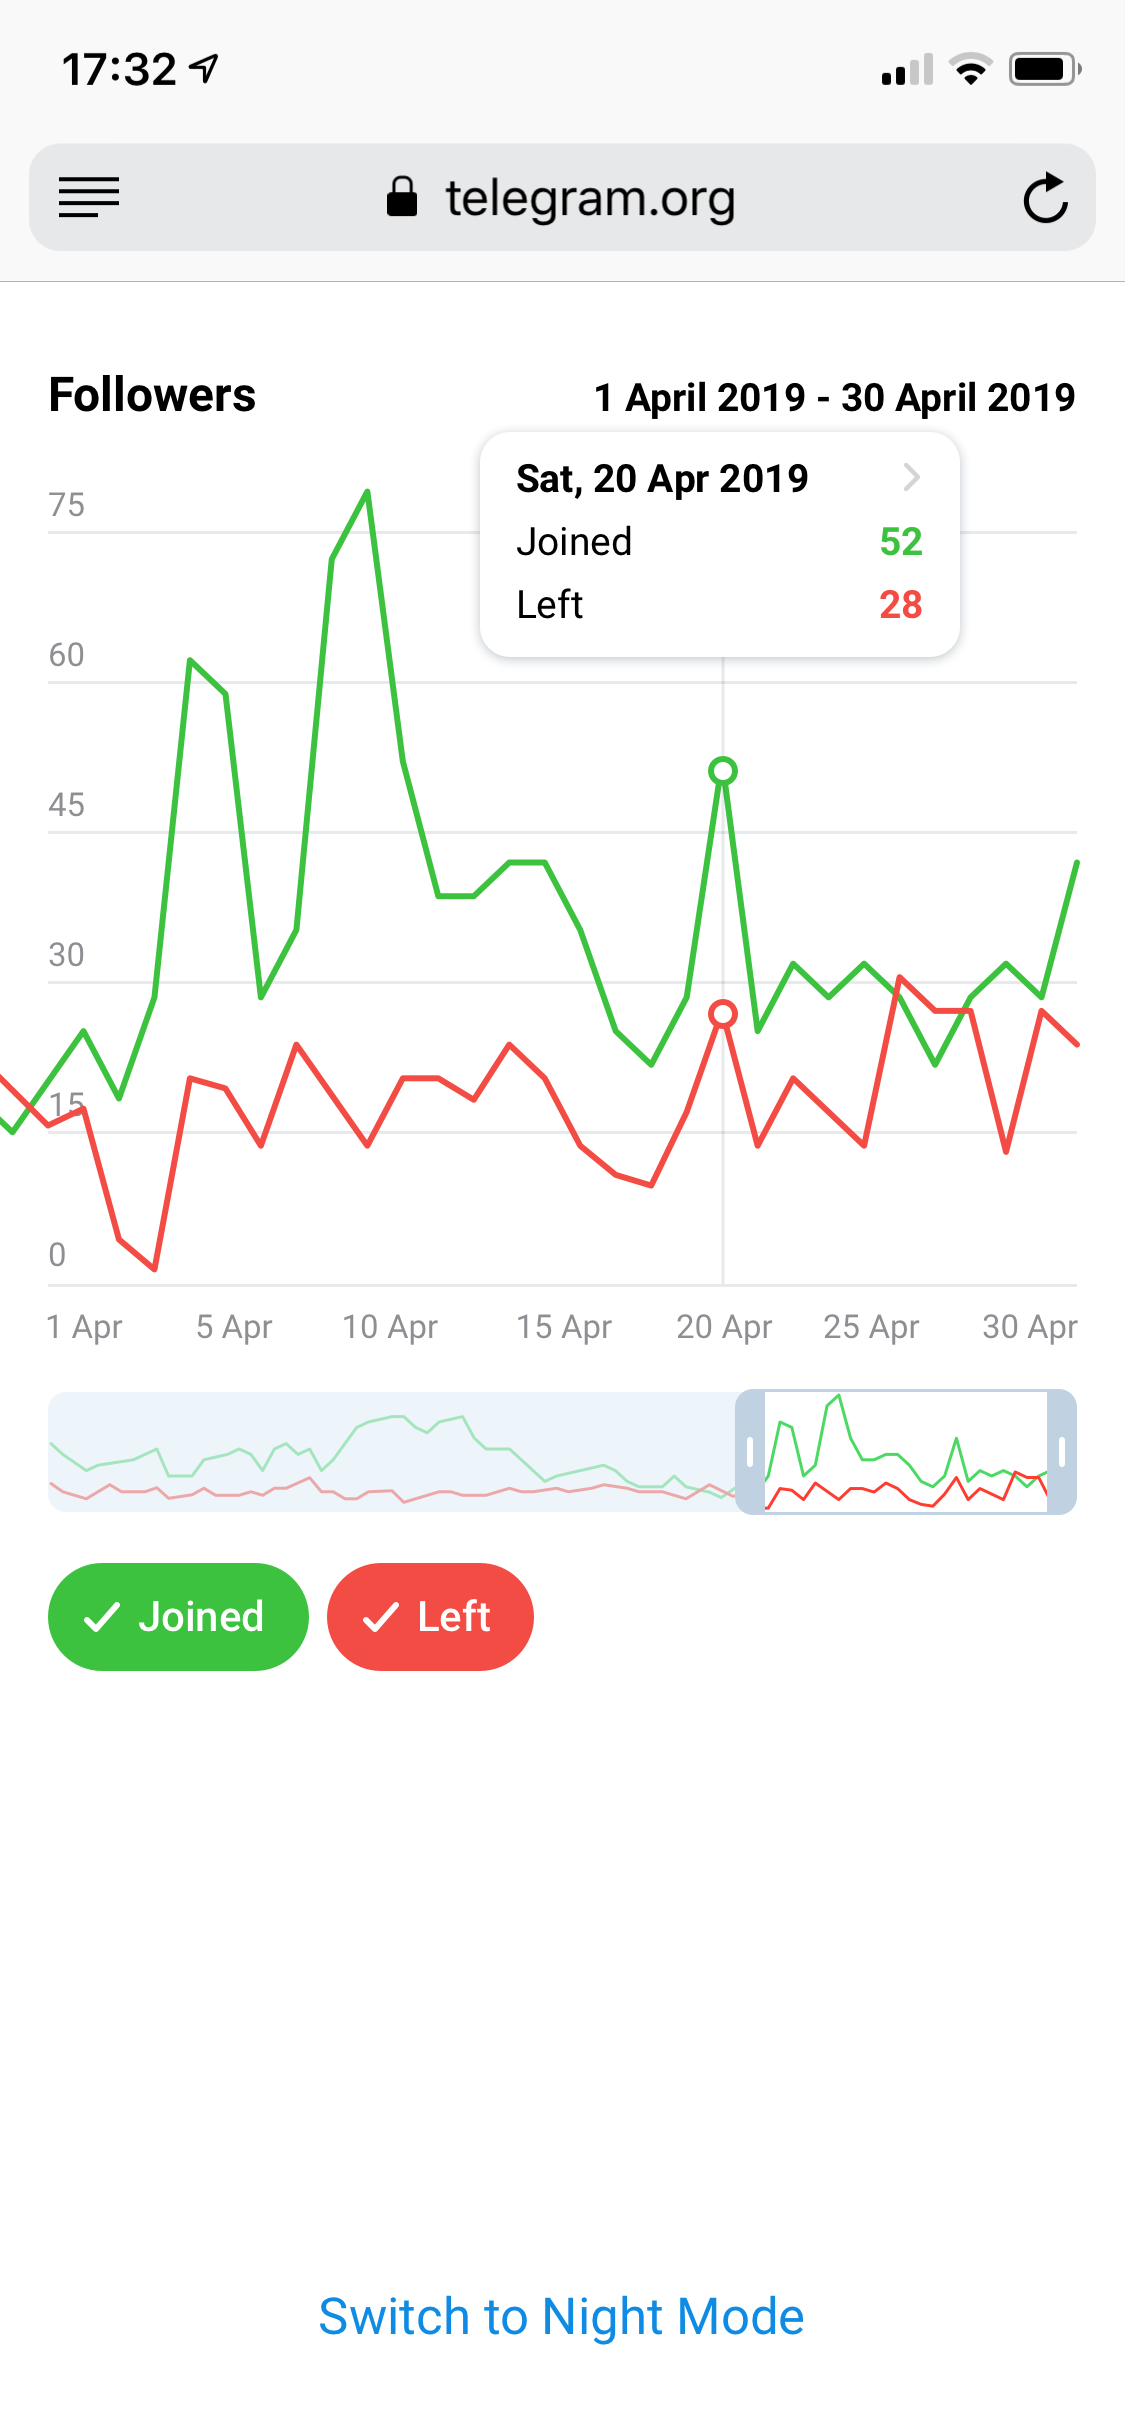 17:32
telegram.org
Followers
1 April 2019 - 30 April 2019
Sat, 20 Apr 2019
Joined 52
Left 28
75
60
45
30
15
0
1 Apr 5 Apr 10 Apr 15 Apr 20 Apr 25 Apr 30 Apr
Joined Left
Switch to Night Mode